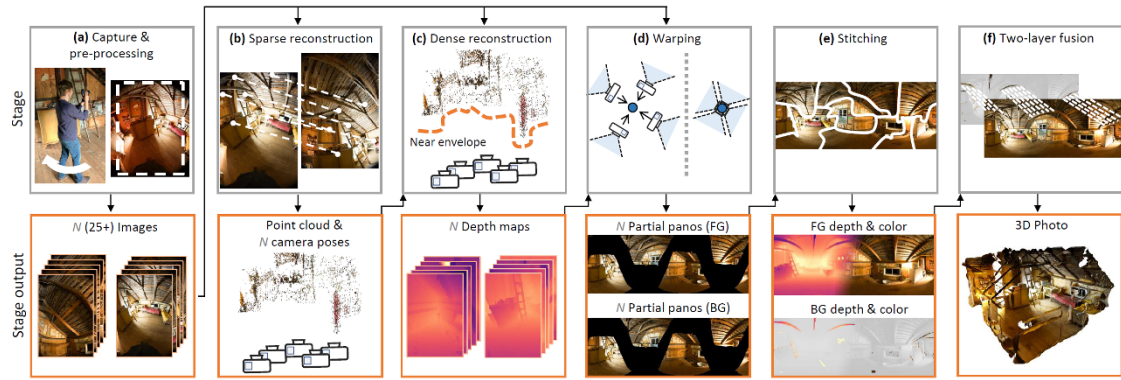 (a) Capture &
pre-processing
(b) Sparse reconstruction
(c) Dense reconstruction
(d) Warping
(e) Stitching
(f) Two-layer fusion
Stage
Near envelope
Stage output
N (25+) Images
Point cloud &
N camera poses
N Depth maps
N Partial panos (FG)
N Partial panos (BG)
FG depth & color
BG depth & color
3D Photo